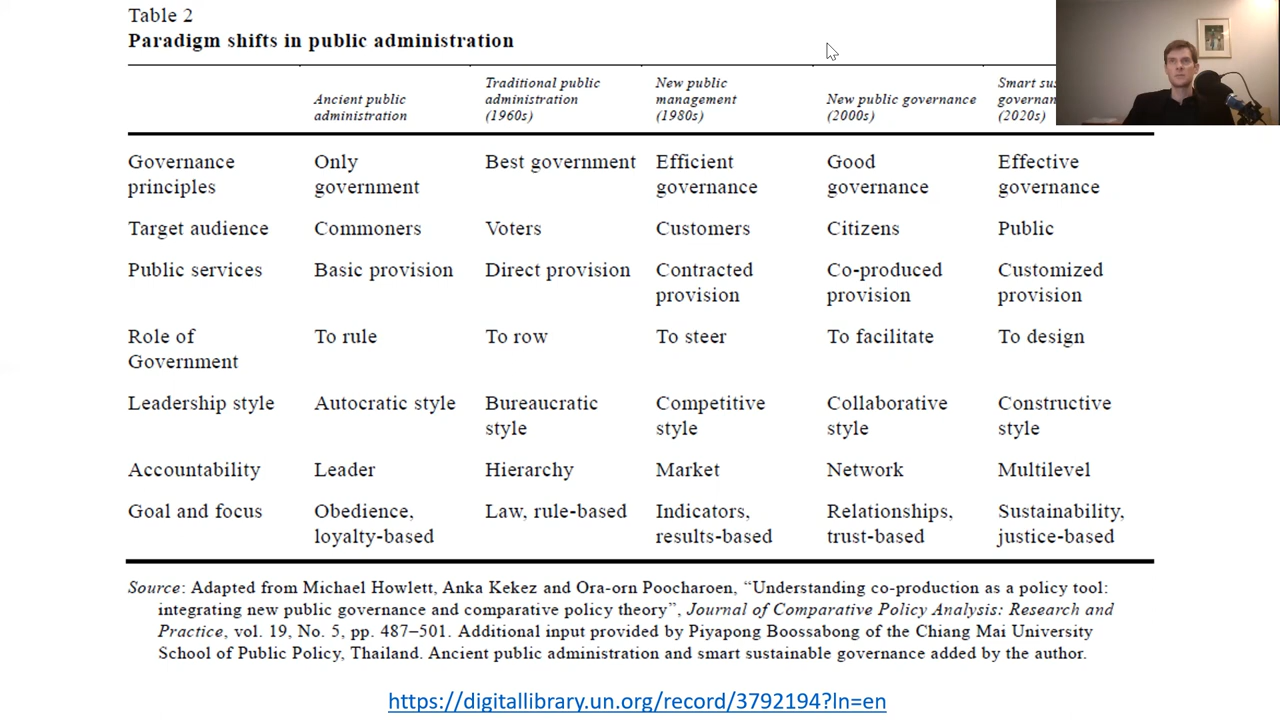 Table 2
Paradigm shifts in public administration
Ancient public administration
Traditional public administration (1960s)
New public management (1980s)
New public governance (2000s)
Smart governan (2020s)
Governance principles
Only government
Best government
Efficient governance
Good governance
Effective governance
Target audience
Commoners
Voters
Customers
Citizens
Public
Public services
Basic provision
Direct provision
Contracted provision
Co-produced provision
Customized provision
Role of Government
To rule
To row
To steer
To facilitate
To design
Leadership style
Autocratic style
Bureaucratic style
Competitive style
Collaborative style
Constructive style
Accountability
Leader
Hierarchy
Market
Network
Multilevel
Goal and focus
Obedience, loyalty-based
Law, rule-based
Indicators, results-based
Relationships, trust-based
Sustainability, justice-based
Source: Adapted from Michael Howlett, Anka Kekez and Ora-orn Poocharoen, “Understanding co-production as a policy tool:
integrating new public governance and comparative policy theory”, Journal of Comparative Policy Analysis: Research and
Practice, vol. 19, No. 5, pp. 487–501. Additional input provided by Piyapong Boossabong of the Chiang Mai University
School of Public Policy, Thailand. Ancient public administration and smart sustainable governance added by the author.
https://digitallibrary.un.org/record/3792194?ln=en